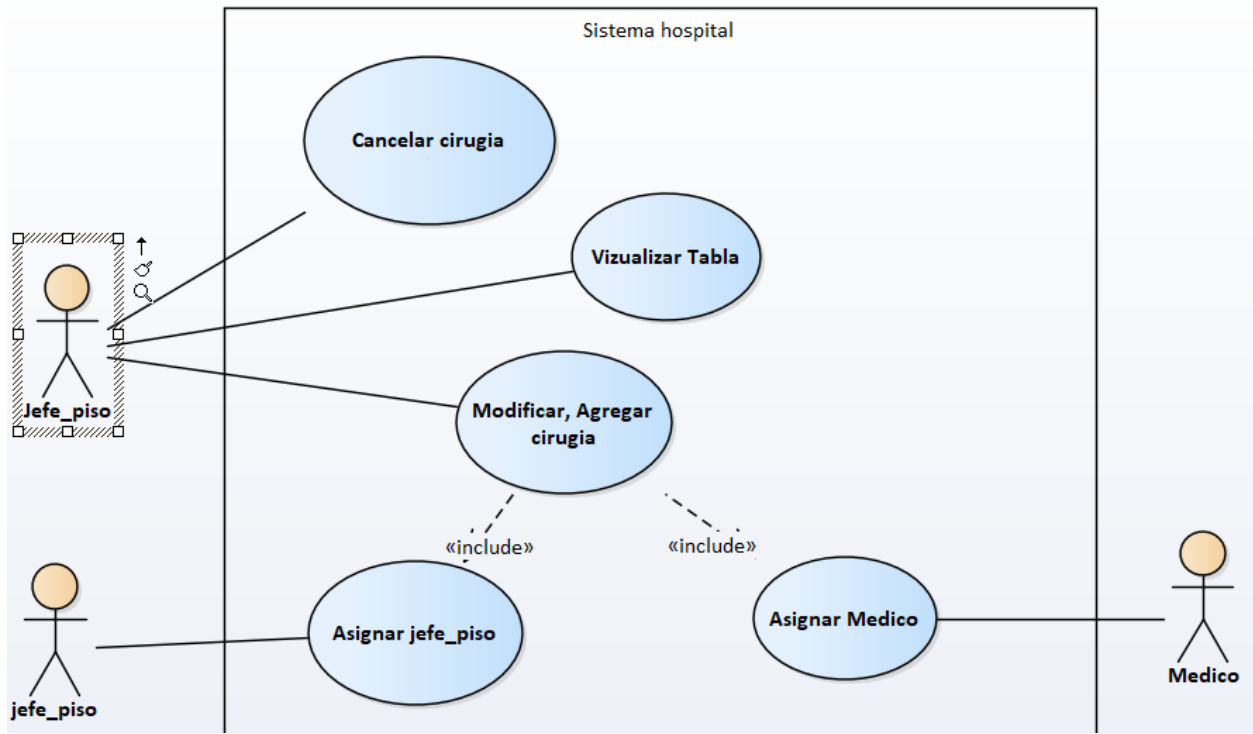 Sistema hospital
Cancelar cirugia
Vizualizar Tabla
Jefe_piso
Modificar, Agregar
cirugia
«include»
«include»
Asignar jefe_piso
Asignar Medico
Medico
jefe_piso